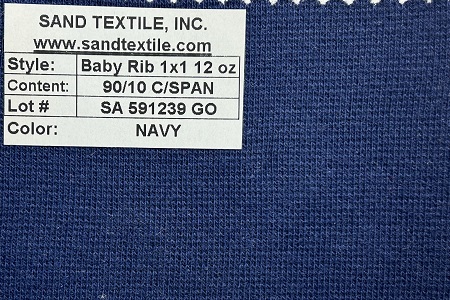 SAND TEXTILE, INC.
www.sandtextile.com
Style: Baby Rib 1x1 12 oz
Content: 90/10 C/SPAN
Lot # SA 591239 GO
Color: NAVY